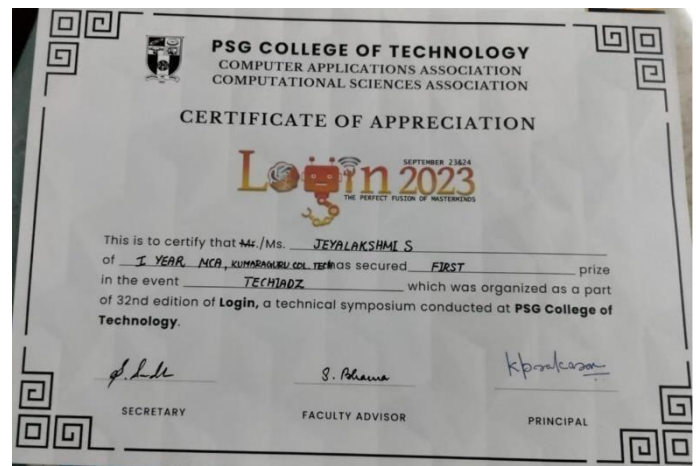 PSG COLLEGE OF TECHNOLOGY
COMPUTER APPLICATIONS ASSOCIATION
COMPUTATIONAL SCIENCES ASSOCIATION
CERTIFICATE OF APPRECIATION
SEPTEMBER 23&24
Login 2023
THE PERFECT FUSION OF MASTERMINDS
This is to certify that Mr./Ms. JEYALAKSHMI S
of I YEAR MCA, KUMARAGURU COL. TECH has secured FIRST prize
in the event TECHIADZ which was organized as a part
of 32nd edition of Login, a technical symposium conducted at PSG College of
Technology.
S. Bhama
SECRETARY
FACULTY ADVISOR
PRINCIPAL